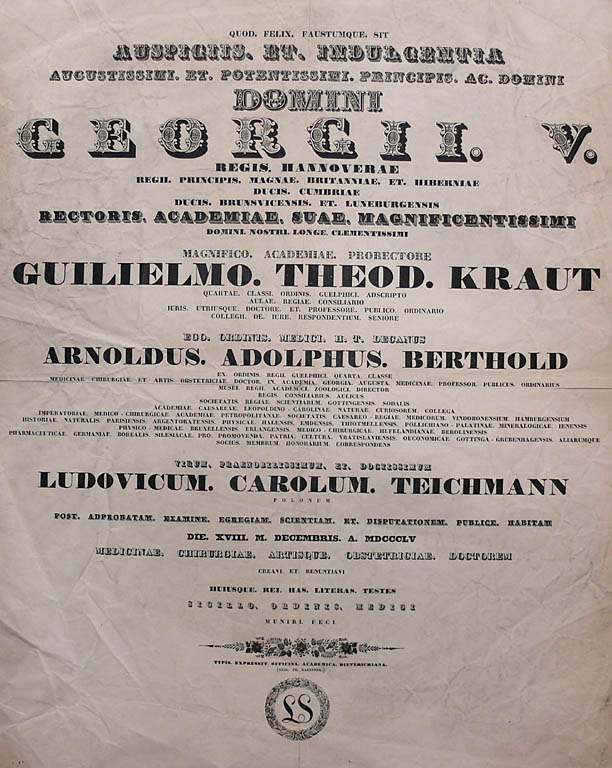 QUOD. FELIX. FAUSTUMQUE. SIT
AUSPICIIS. ET. INDULGENTIA
AUGUSTISSIMI. ET. POTENTISSIMI. PRINCIPIS. AC. DOMINI
DOMINI
GEORGII. V.
REGIS. HANNOVERAE
REGII. PRINCIPIS. MAGNAE. BRITANNIAE. ET. HIBERNIAE
DUCIS. CUMBRIAE
DUCIS. BRUNSVICENSIS. ET. LUNEBURGENSIS
RECTORIS. ACADEMIAE. SUAE. MAGNIFICENTISSIMI
DOMINI. NOSTRI. LONGE. CLEMENTISSIMI
MAGNIFICO. ACADEMIAE. PRORECTORE
GUILIELMO. THEOD. KRAUT
QUARTAE. CLASSI. ORDINIS. GUELPHICI. ADSCRIPTO
AULAE. REGIAE. CONSILIARIO
IURIS. UTRIUSQUE. DOCTORE. ET. PROFESSORE. PUBLICO. ORDINARIO
COLLEGII. DE. IURE. RESPONDENTIUM. SENIORE
EGO. ORDINIS. MEDICI. H. T. DECANUS
ARNOLDUS. ADOLPHUS. BERTHOLD
EX. ORDINIS. REGII. GUELPHICI. QUARTA. CLASSE
MEDICINAE. CHIRURGIAE. ET. ARTIS. OBSTETRICIAE. DOCTOR. IN. ACADEMIA. GEORGIA. AUGUSTA. MEDICINAE. PROFESSOR. PUBLICUS. ORDINARIUS
MUSEI. REGII. ACADEMICI. ZOOLOGICI. DIRECTOR
REGIS. CONSILIARIUS. AULICUS
SOCIETATIS. REGIAE. SCIENTIARUM. GOTTINGENSIS. SODALIS
ACADEMIAE. CAESAREAE. LEOPOLDINO - CAROLINAE. NATURAE. CURIOSORUM. COLLEGA
IMPERATORIAE. MEDICO - CHIRURGICAE. ACADEMIAE. PETROPOLITANAE. SOCIETATIS. CAESAREO - REGIAE. MEDICORUM. VINDOBONENSIUM. HAMBURGENSIUM
HISTORIAE. NATURALIS. PARISIENSIS. ARGENTORATENSIS. PHYSICAE. HALENSIS. EMDENSIS. POLLICHIANO - PALATINAE. MINERALOGICAE. IENENSIS
PHYSICO - MEDICAE. BRUXELLENSIS. ERLANGENSIS. MEDICO - CHIRURGICAE. HUFELANDIANAE. BEROLINENSIS
PHARMACEUTICAE. GERMANIAE. BOREALIS. SILESIACAE. PRO. PROMOVENDA. PATRIA. CULTURA. VRATISLAVIENSIS. OECONOMICAE. GOTTINGA - GRUBENHAGENSIS. ALIARUMQUE
SOCIUS. MEMBRUM. HONORARIUM. CORRESPONDENS
VIRUM. PRAENOBILISSIMUM. ET. DOCTISSIMUM
LUDOVICUM. CAROLUM. TEICHMANN
POLONUM
POST. ADPROBATAM. EXAMINE. EGREGIAM. SCIENTIAM. ET. DISPUTATIONEM. PUBLICE. HABITAM
DIE. XVIII. M. DECEMBRIS. A. MDCCCLV
MEDICINAE. CHIRURGIAE. ARTISQUE. OBSTETRICIAE. DOCTOREM
CREAVI. ET. RENUNTIAVI
HUIUSQUE. REI. HAS. LITERAS. TESTES
SIGILLO. ORDINIS. MEDICI
MUNIRI. FECI
TYPIS. EXPRESSIT. OFFICINA. ACADEMICA. DIETERICHIANA.
LS